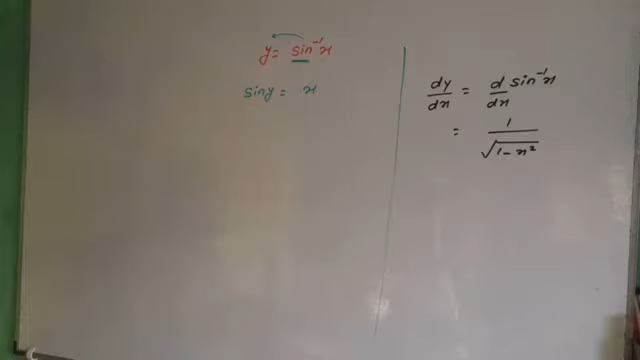 y = sin⁻¹x
siny = x
dy/dx = d/dx sin⁻¹x
= 1/√(1-x²)